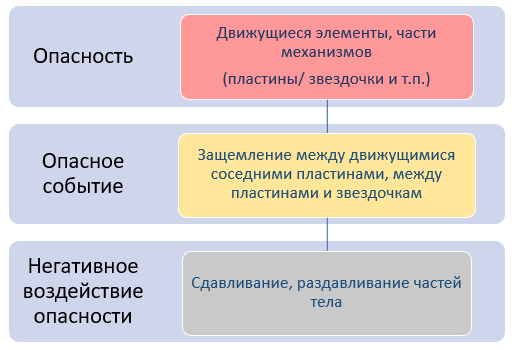 Опасность
Движущиеся элементы, части
механизмов
(пластины/ звездочки и т.п.)
Опасное
событие
Защемление между движущимися
соседними пластинами, между
пластинами и звездочкам
Негативное
воздействие
опасности
Сдавливание, раздавливание частей
тела